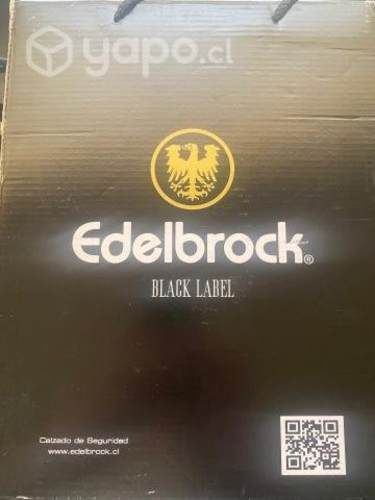 yapo.cl
Edelbrock®
BLACK LABEL
Calzado de Seguridad
www.edelbrock.cl